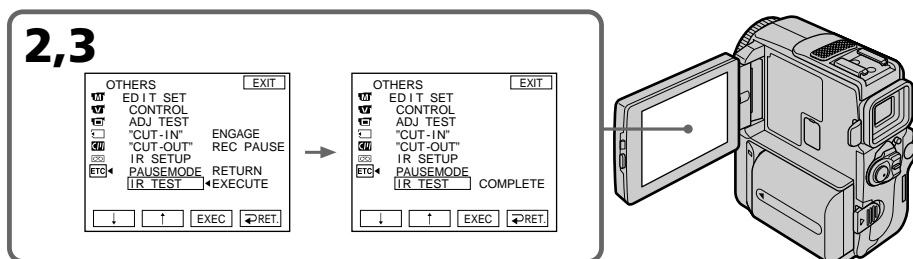 2,3
OTHERS EXIT
EDIT SET
CONTROL
ADJ TEST
"CUT-IN" ENGAGE
"CUT-OUT" REC PAUSE
IR SETUP
ETC PAUSEMODE RETURN
IR TEST EXECUTE
↓ ↑ EXEC RET.
OTHERS EXIT
EDIT SET
CONTROL
ADJ TEST
"CUT-IN"
"CUT-OUT"
IR SETUP
ETC PAUSEMODE
IR TEST COMPLETE
↓ ↑ EXEC RET.